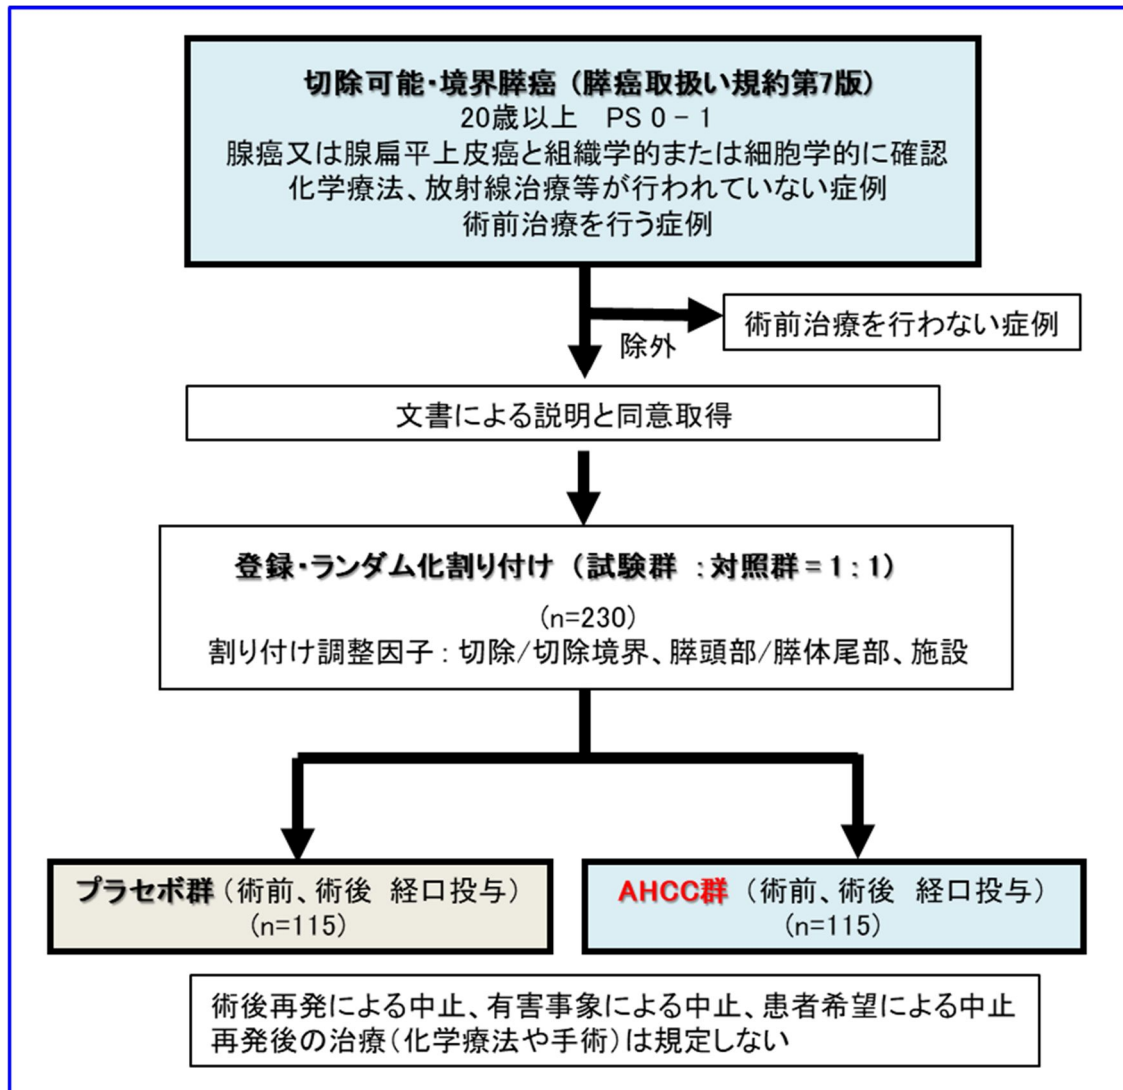 切除可能・境界膵癌（膵癌取扱い規約第7版）
20歳以上　PS 0 - 1
腺癌又は腺扁平上皮癌と組織学的または細胞学的に確認
化学療法、放射線治療等が行われていない症例
術前治療を行う症例
術前治療を行わない症例
除外
文書による説明と同意取得
登録・ランダム化割り付け（試験群 ：対照群 = 1 : 1）
(n=230)
割り付け調整因子：切除/切除境界、膵頭部/膵体尾部、施設
プラセボ群（術前、術後　経口投与）
(n=115)
AHCC群（術前、術後　経口投与）
(n=115)
術後再発による中止、有害事象による中止、患者希望による中止
再発後の治療（化学療法や手術）は規定しない